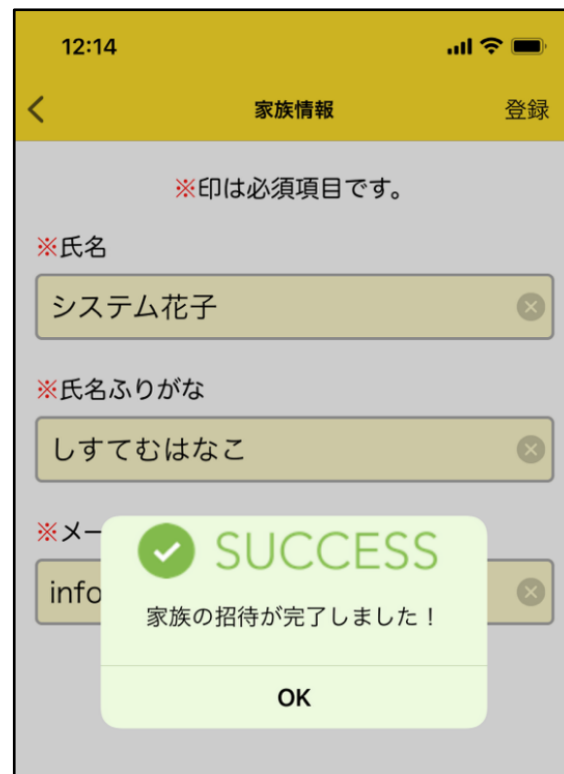 12:14
家族情報
登録
※印は必須項目です。
※氏名
システム花子
※氏名ふりがな
しすてむはなこ
※メー
info
SUCCESS
家族の招待が完了しました！
OK